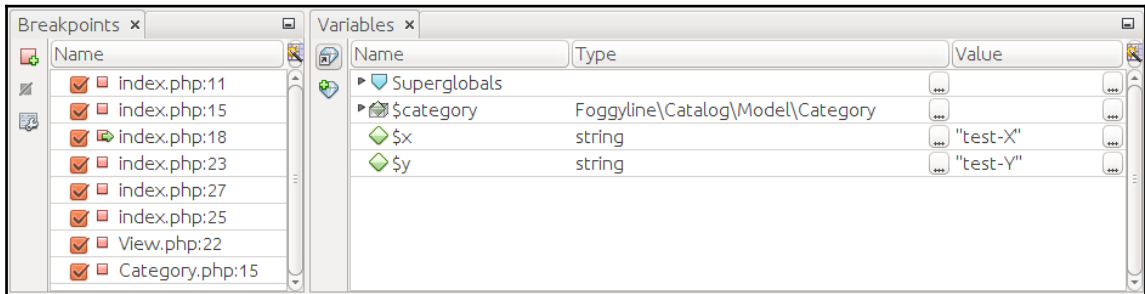 Breakpoints ×
Name
index.php:11
index.php:15
index.php:18
index.php:23
index.php:27
index.php:25
View.php:22
Category.php:15
Variables ×
Name Type Value
Superglobals ...  ...
$category Foggyline\Catalog\Model\Category ... ...
$x string ... "test-X" ...
$y string ... "test-Y" ...